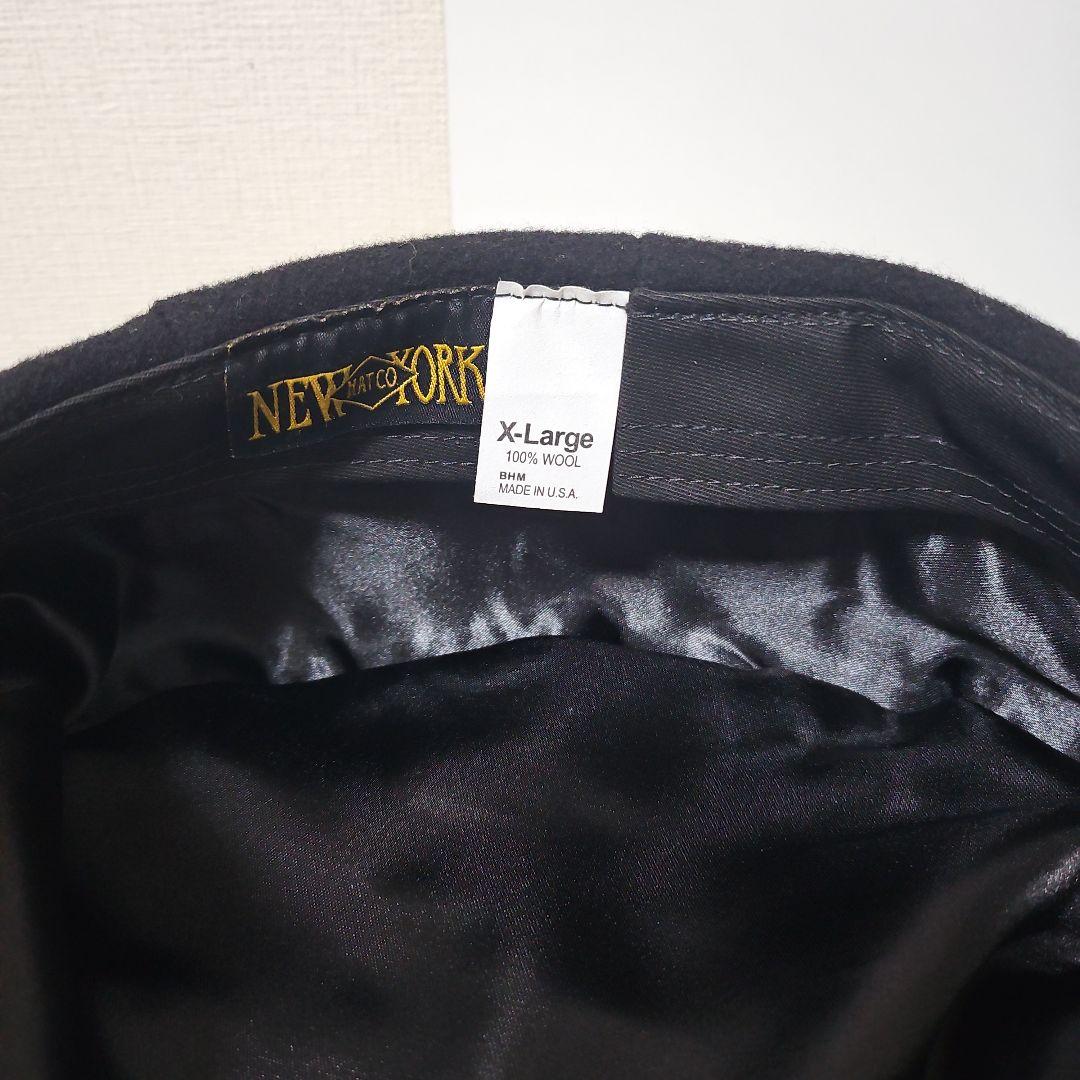 NEW HAT CO YORK
X-Large
100% WOOL
BHM
MADE IN U.S.A.